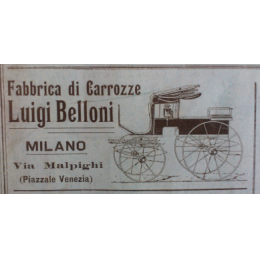 Fabbrica di Carrozze
Luigi Belloni
MILANO
Via Malpighi
(Piazzale Venezia)